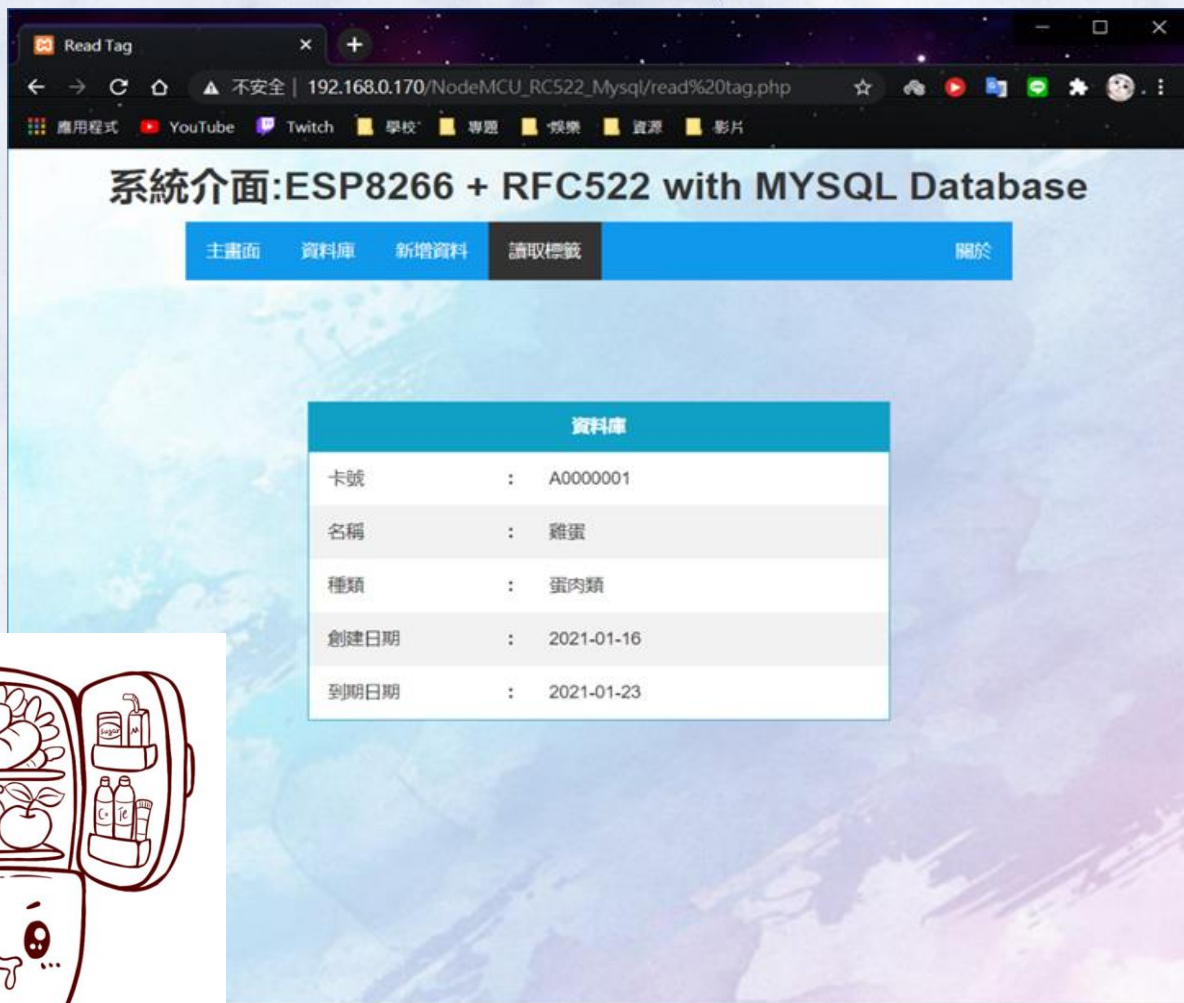 Read Tag
不安全 | 192.168.0.170/NodeMCU_RC522_Mysql/read%20tag.php
應用程式 YouTube Twitch 學校 專題 娛樂 資源 影片
系統介面:ESP8266 + RFC522 with MYSQL Database
主畫面 資料庫 新增資料 讀取標籤 關於
資料庫
卡號 : A0000001
名稱 : 雞蛋
種類 : 蛋肉類
創建日期 : 2021-01-16
到期日期 : 2021-01-23
Sugar
Co Te